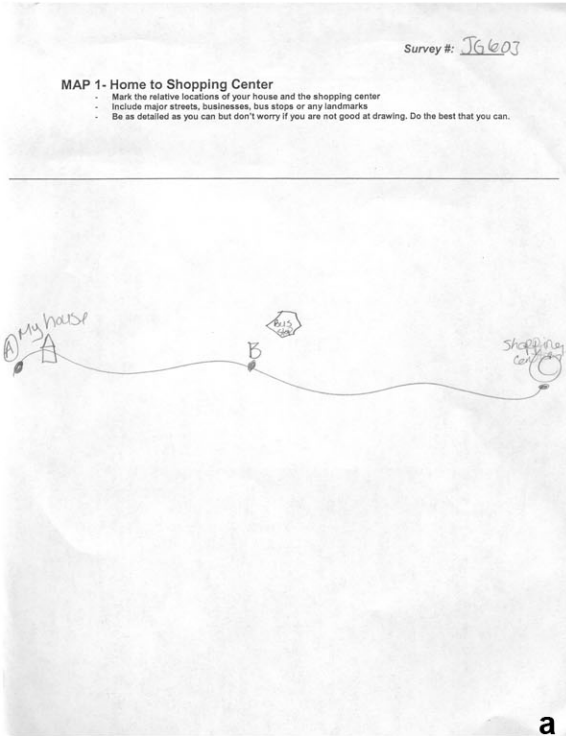 Survey #: JG603
MAP 1- Home to Shopping Center
- Mark the relative locations of your house and the shopping center
- Include major streets, businesses, bus stops or any landmarks
- Be as detailed as you can but don't worry if you are not good at drawing. Do the best that you can.
A
My house
Bus
Stop
B
Shopping
Center
a